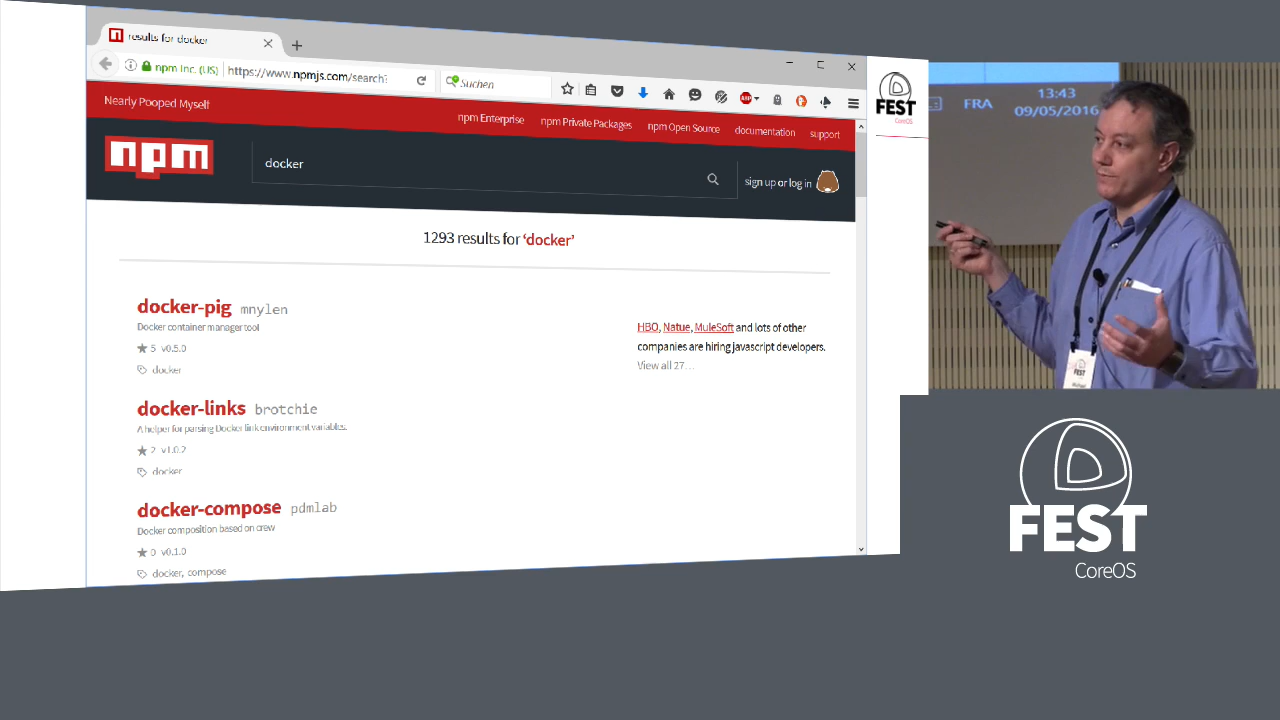 results for docker
npm Inc. (US)
https://www.npmjs.com/search?
Suchen
ABP
Nearly Pooped Myself
npm Enterprise
npm Private Packages
npm Open Source
documentation
support
npm
docker
sign up or log in
1293 results for ‘docker’
docker-pig mnylen
Docker container manager tool
5 v0.5.0
docker
docker-links brotchie
A helper for parsing Docker link environment variables.
2 v1.0.2
docker
docker-compose pdmlab
Docker composition based on crew
0 v0.1.0
docker, compose
HBO, Natue, MuleSoft and lots of other
companies are hiring javascript developers.
View all 27…
FEST
CoreOS
FRA
13:43
09/05/2016
FEST
FEST
CoreOS